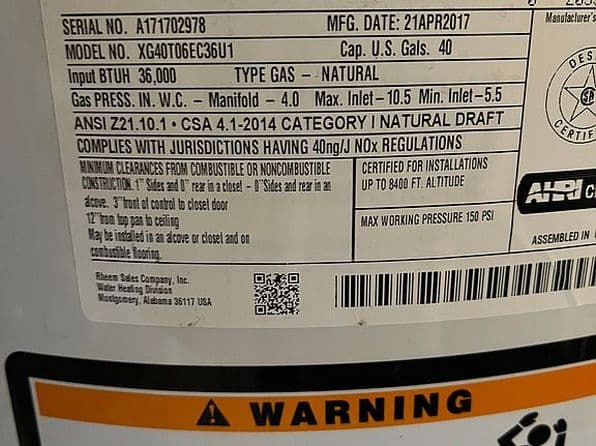 SERIAL NO. A171702978 MFG. DATE: 21APR2017
MODEL NO. XG40T06EC36U1 Cap. U.S. Gals. 40
Input BTUH 36,000 TYPE GAS – NATURAL
Gas PRESS. IN. W.C. – Manifold – 4.0 Max. Inlet – 10.5 Min. Inlet – 5.5
ANSI Z21.10.1 • CSA 4.1-2014 CATEGORY I NATURAL DRAFT
COMPLIES WITH JURISDICTIONS HAVING 40ng/J NOx REGULATIONS
MINIMUM CLEARANCES FROM COMBUSTIBLE OR NONCOMBUSTIBLE
CONSTRUCTION. 1" Sides and 0" rear in a closet - 0" Sides and rear in an
alcove. 3" front of control to closet door
12" from top pan to ceiling
May be installed in an alcove or closet and on
combustible flooring.
CERTIFIED FOR INSTALLATIONS
UP TO 8400 FT. ALTITUDE
MAX WORKING PRESSURE 150 PSI
Rheem Sales Company, Inc.
Water Heating Division
Montgomery, Alabama 36117 USA
Manufacturer's
DES
CERTIF
AHRI C
ASSEMBLED IN
WARNING